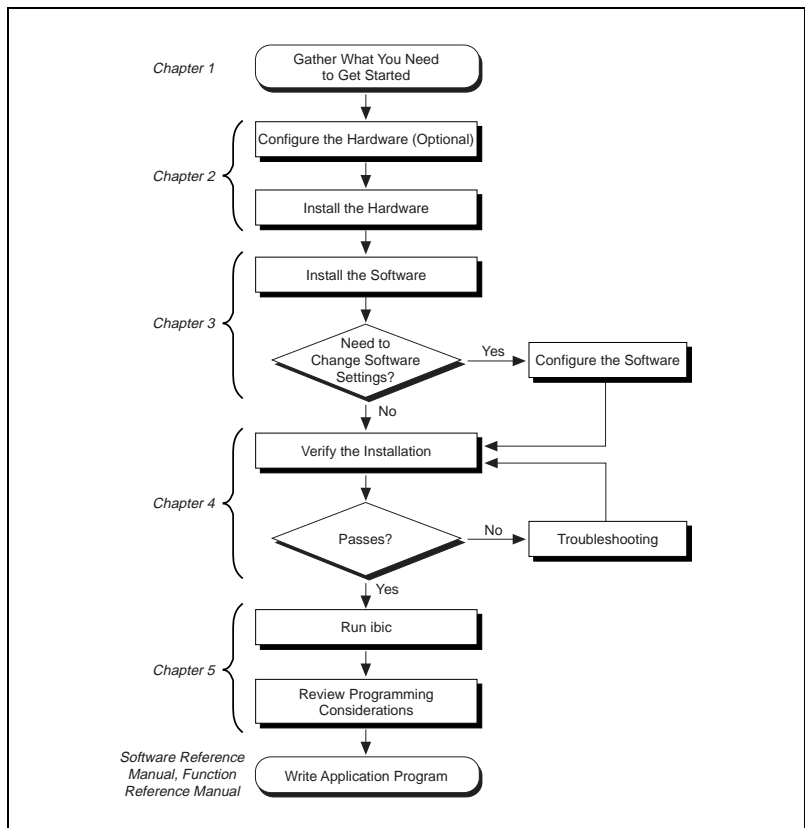 Chapter 1
Gather What You Need
to Get Started
Configure the Hardware (Optional)
Chapter 2
Install the Hardware
Install the Software
Chapter 3
Need to
Change Software
Settings?
Yes
Configure the Software
No
Verify the Installation
Chapter 4
Passes?
No
Troubleshooting
Yes
Run ibic
Chapter 5
Review Programming
Considerations
Software Reference
Manual, Function
Reference Manual
Write Application Program